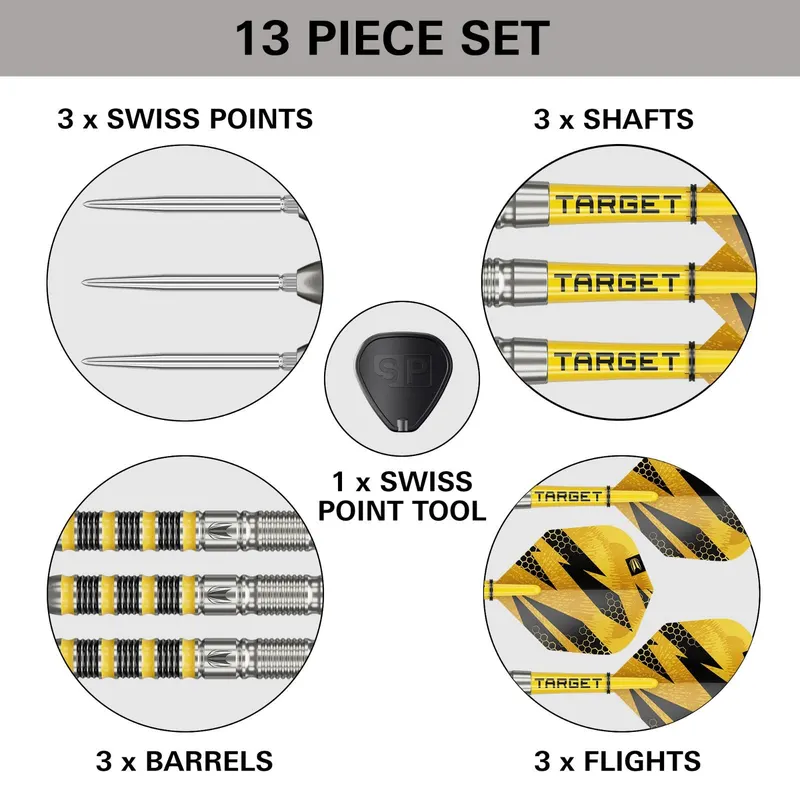 13 PIECE SET
3 x SWISS POINTS
3 x SHAFTS
TARGET
TARGET
TARGET
SP
1 x SWISS
POINT TOOL
TARGET
TARGET
3 x BARRELS
3 x FLIGHTS